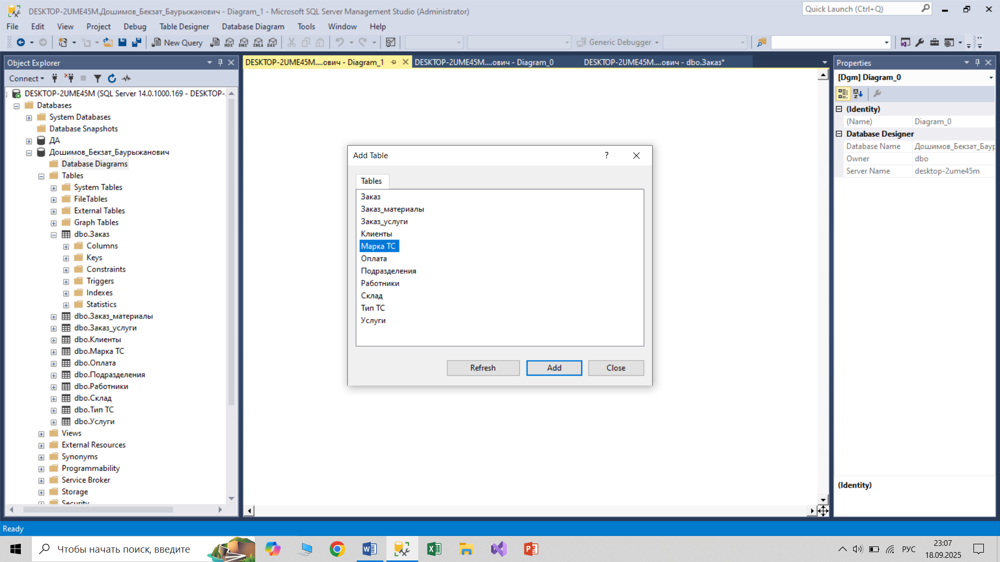 DESKTOP-2UME45M.Дошимов_Бекзат_Баурыжанович - Diagram_1 - Microsoft SQL Server Management Studio (Administrator)
Quick Launch (Ctrl+Q)
File Edit View Project Debug Table Designer Database Diagram Tools Window Help
New Query MDX DMX XMLA DAX Generic Debugger
Object Explorer
Connect
DESKTOP-2UME45M (SQL Server 14.0.1000.169 - DESKTOP-
Databases
System Databases
Database Snapshots
ДА
Дошимов_Бекзат_Баурыжанович
Database Diagrams
Tables
System Tables
FileTables
External Tables
Graph Tables
dbo.Заказ
Columns
Keys
Constraints
Triggers
Indexes
Statistics
dbo.Заказ_материалы
dbo.Заказ_услуги
dbo.Клиенты
dbo.Марка ТС
dbo.Оплата
dbo.Подразделения
dbo.Работники
dbo.Склад
dbo.Тип ТС
dbo.Услуги
Views
External Resources
Synonyms
Programmability
Service Broker
Storage
Security
DESKTOP-2UME45M....ович - Diagram_1
DESKTOP-2UME45M....ович - Diagram_0
DESKTOP-2UME45M....ович - dbo.Заказ*
Add Table
?
Tables
Заказ
Заказ_материалы
Заказ_услуги
Клиенты
Марка ТС
Оплата
Подразделения
Работники
Склад
Тип ТС
Услуги
Refresh Add Close
Properties
[Dgm] Diagram_0
(Identity)
(Name) Diagram_0
Database Designer
Database Name Дошимов_Бекзат_Баур
Owner dbo
Server Name desktop-2ume45m
(Identity)
Ready
Чтобы начать поиск, введите
РУС
23:07
18.09.2025